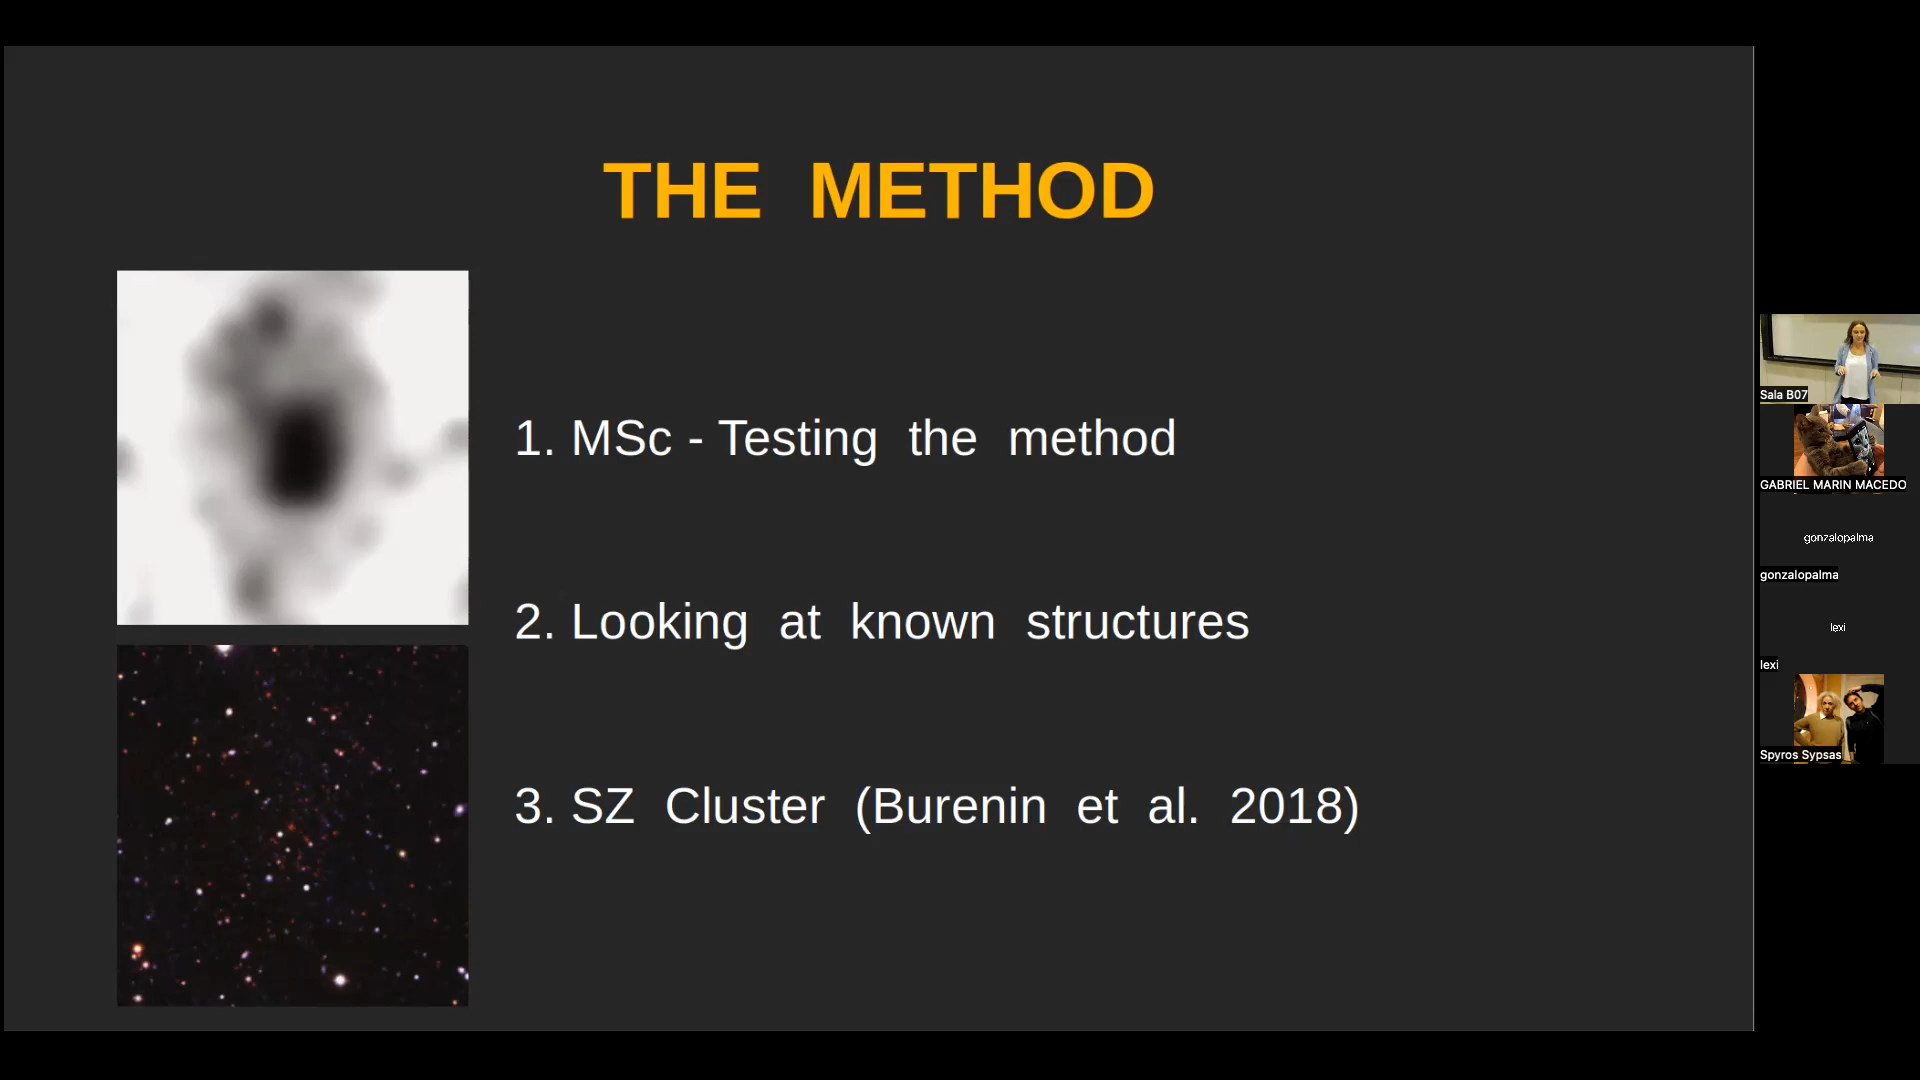 THE METHOD
1. MSc - Testing the method
2. Looking at known structures
3. SZ Cluster (Burenin et al. 2018)
Sala B07
GABRIEL MARIN MACEDO
gonzalopalma
gonzalopalma
lexi
lexi
Spyros Sypsas